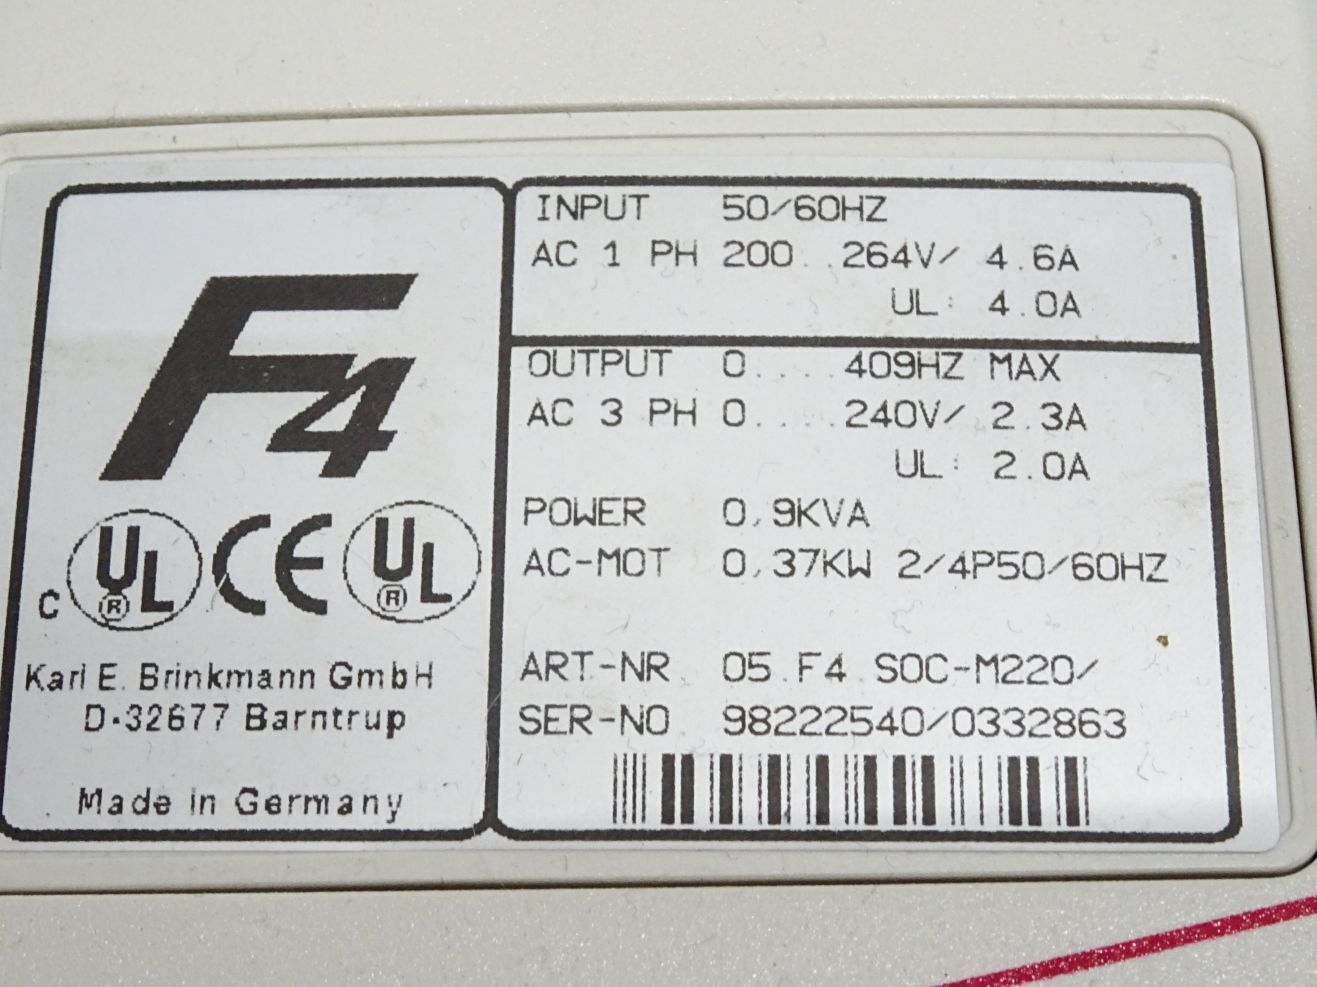 F4
c UL® CE UL®
Karl E. Brinkmann GmbH
D-32677 Barntrup
Made in Germany
INPUT 50/60HZ
AC 1 PH 200..264V/ 4.6A
UL: 4.0A
OUTPUT 0....409HZ MAX
AC 3 PH 0....240V/ 2.3A
UL: 2.0A
POWER 0,9KVA
AC-MOT 0,37KW 2/4P50/60HZ
ART-NR 05.F4.S0C-M220/
SER-NO 98222540/0332863